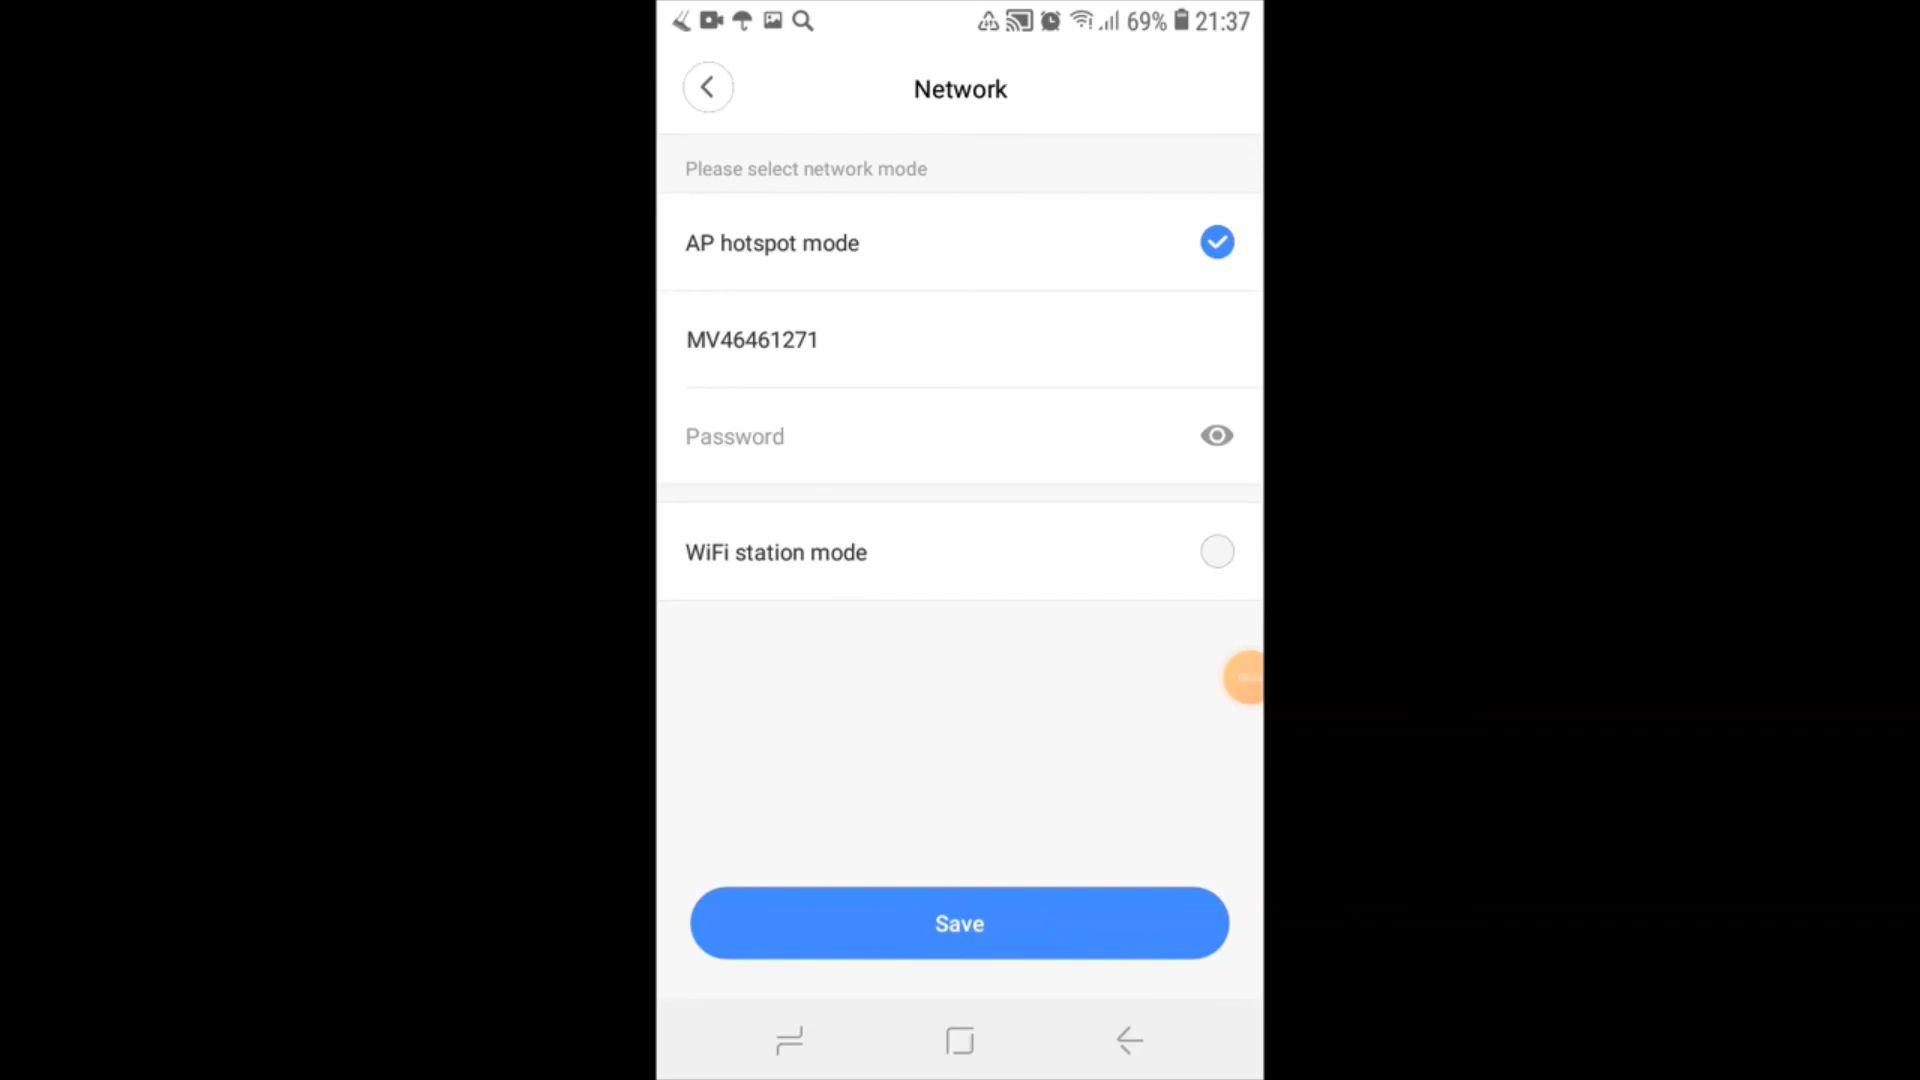 69% 21:37
Network
Please select network mode
AP hotspot mode
MV46461271
Password
WiFi station mode
Save